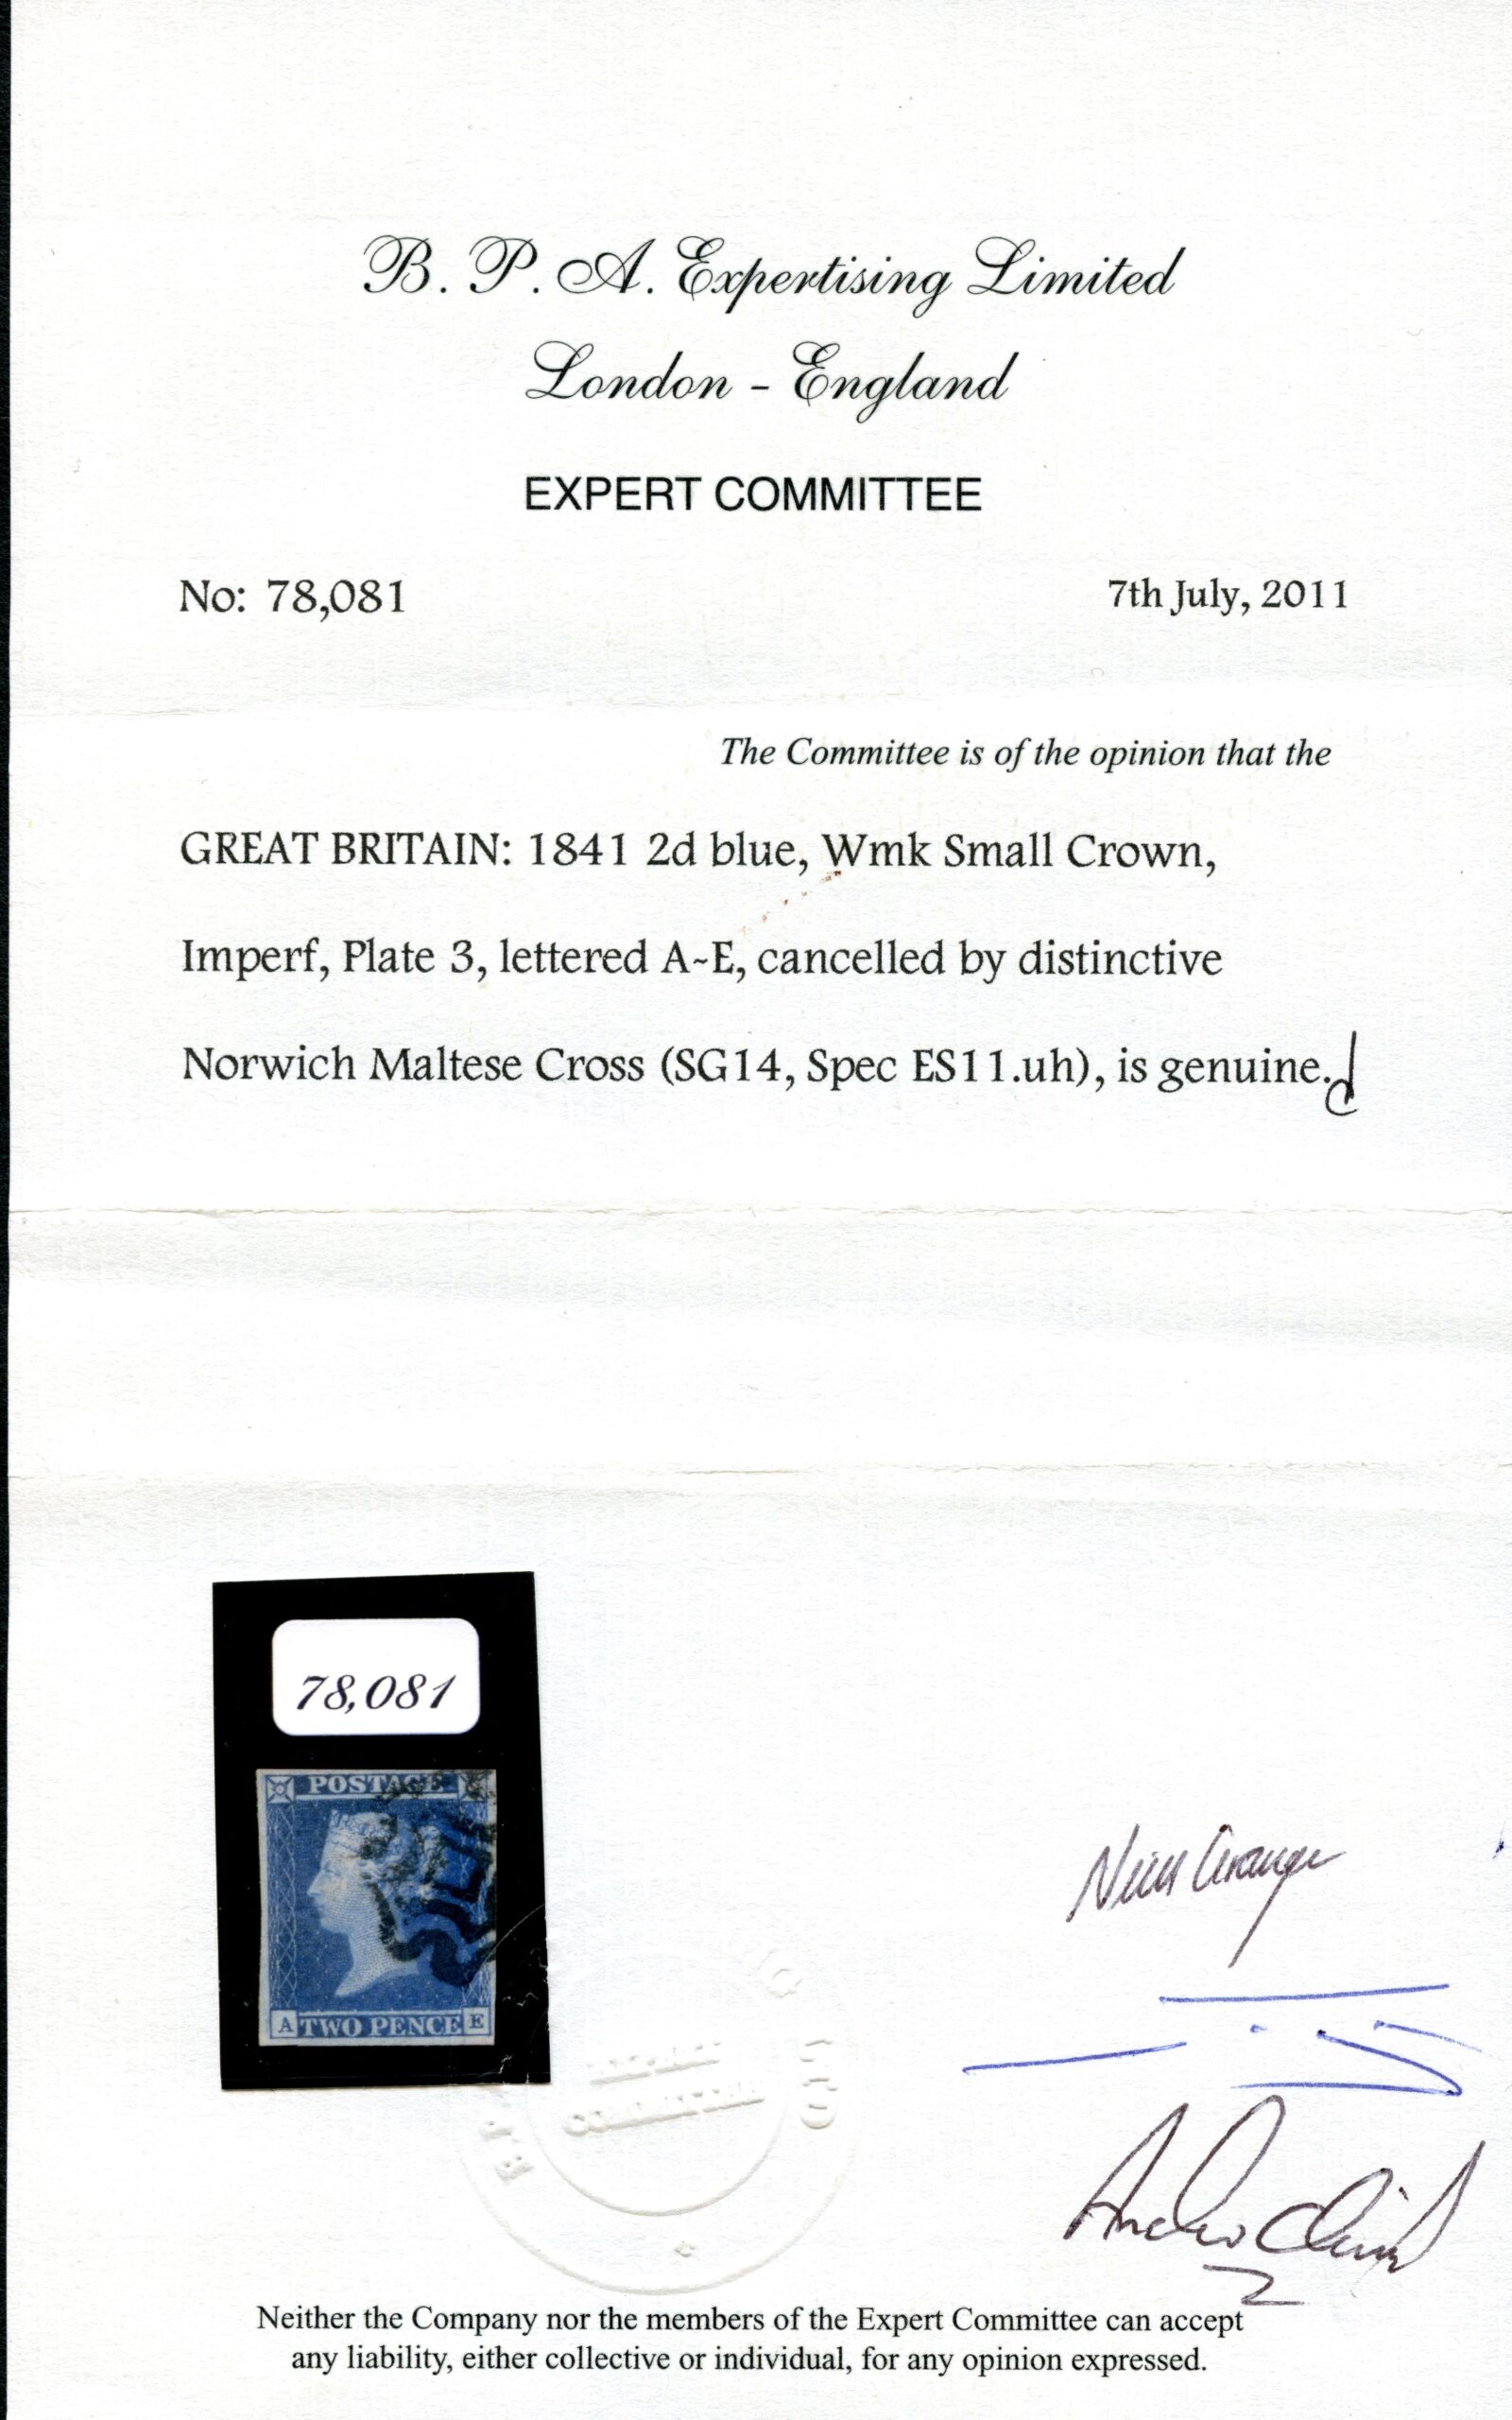 B. P. A. Expertising Limited
London - England
EXPERT COMMITTEE
No: 78,081
7th July, 2011
The Committee is of the opinion that the
GREAT BRITAIN: 1841 2d blue, Wmk Small Crown,
Imperf, Plate 3, lettered A~E, cancelled by distinctive
Norwich Maltese Cross (SG14, Spec ES11.uh), is genuine.
78,081
POSTAGE
A TWO PENCE E
COMMITTEE
LTD
Neither the Company nor the members of the Expert Committee can accept
any liability, either collective or individual, for any opinion expressed.